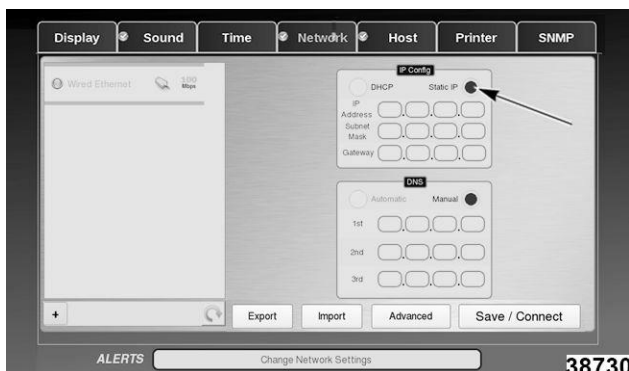 Display Sound Time Network Host Printer SNMP
Wired Ethernet 100 Mbps
IP Config
DHCP Static IP
IP Address
Subnet Mask
Gateway
DNS
Automatic Manual
1st
2nd
3rd
+ Export Import Advanced Save / Connect
ALERTS Change Network Settings
38730